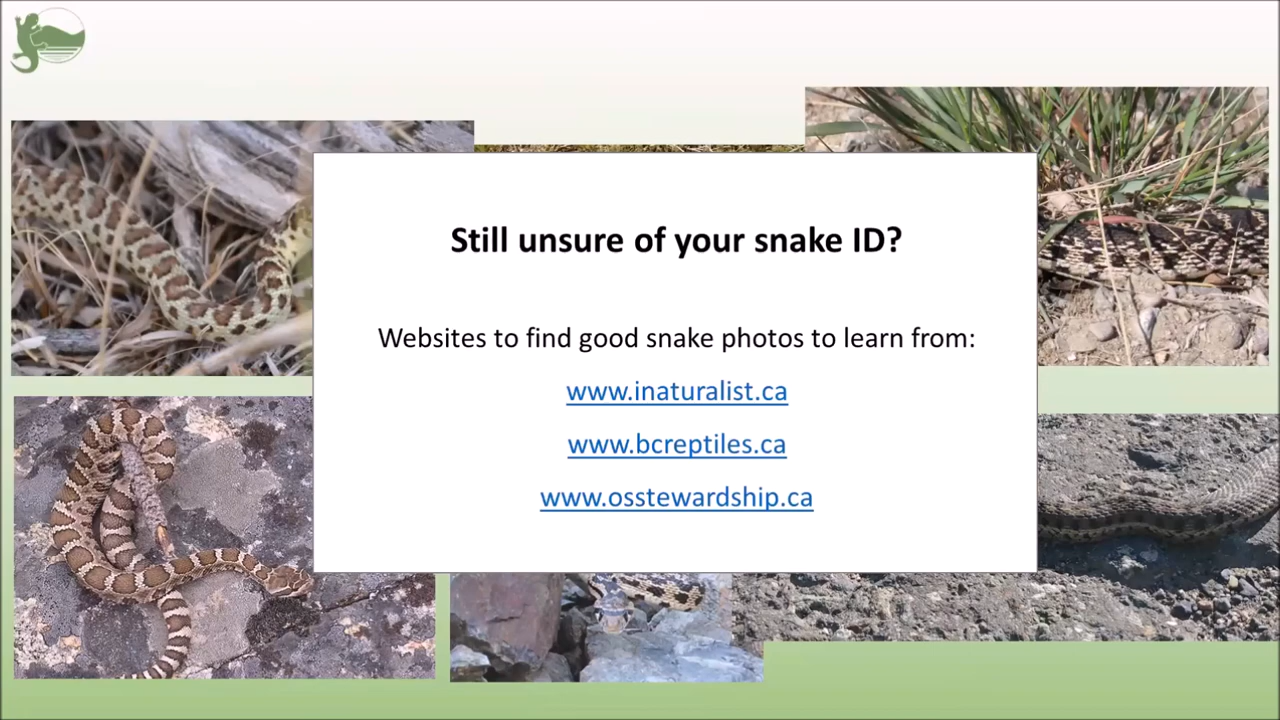 Still unsure of your snake ID?
Websites to find good snake photos to learn from:
www.inaturalist.ca
www.bcreptiles.ca
www.osstewardship.ca